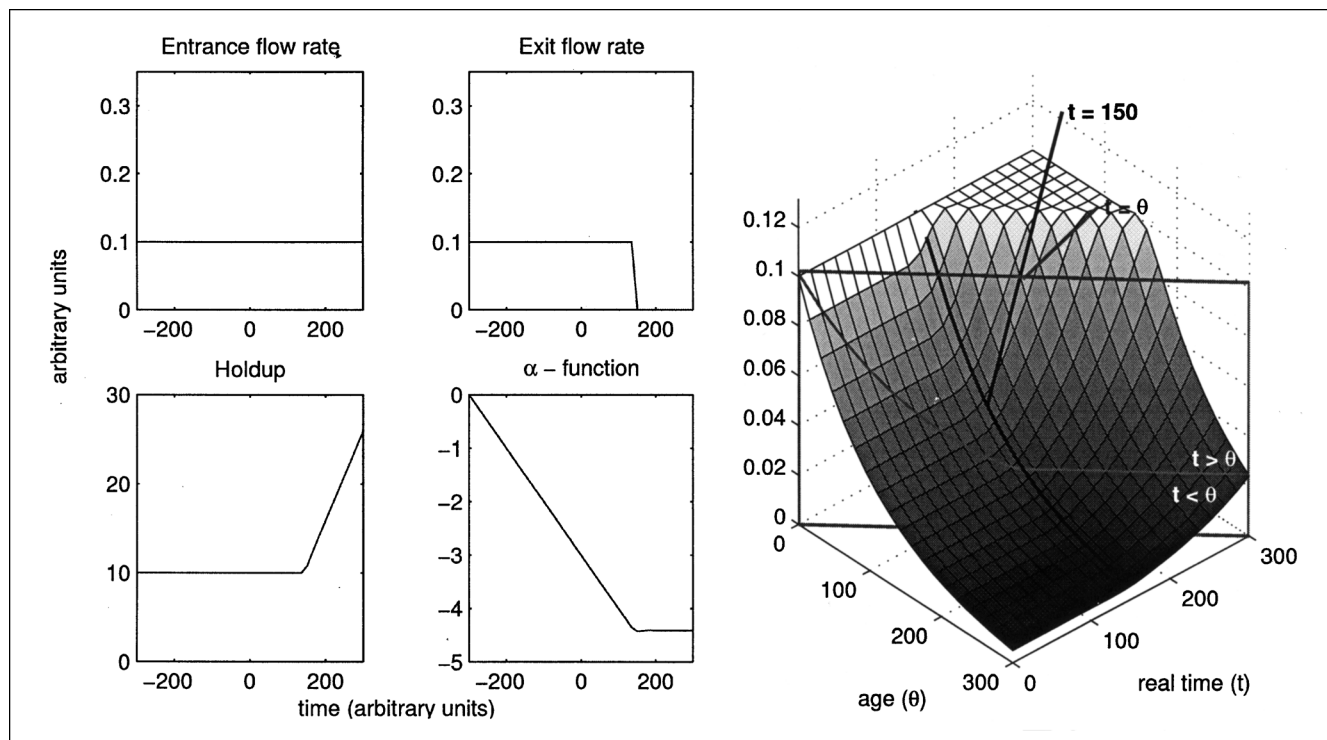 Entrance flow rate
Exit flow rate
0.3
0.2
0.1
0
−200 0 200
0.3
0.2
0.1
0
−200 0 200
arbitrary units
Holdup
α – function
30
20
10
0
−200 0 200
0
−1
−2
−3
−4
−5
−200 0 200
time (arbitrary units)
t = 150
t = θ
0.12
0.1
0.08
0.06
0.04
0.02
0
t > θ
t < θ
0
100
200
300
age (θ)
0
100
200
300
real time (t)